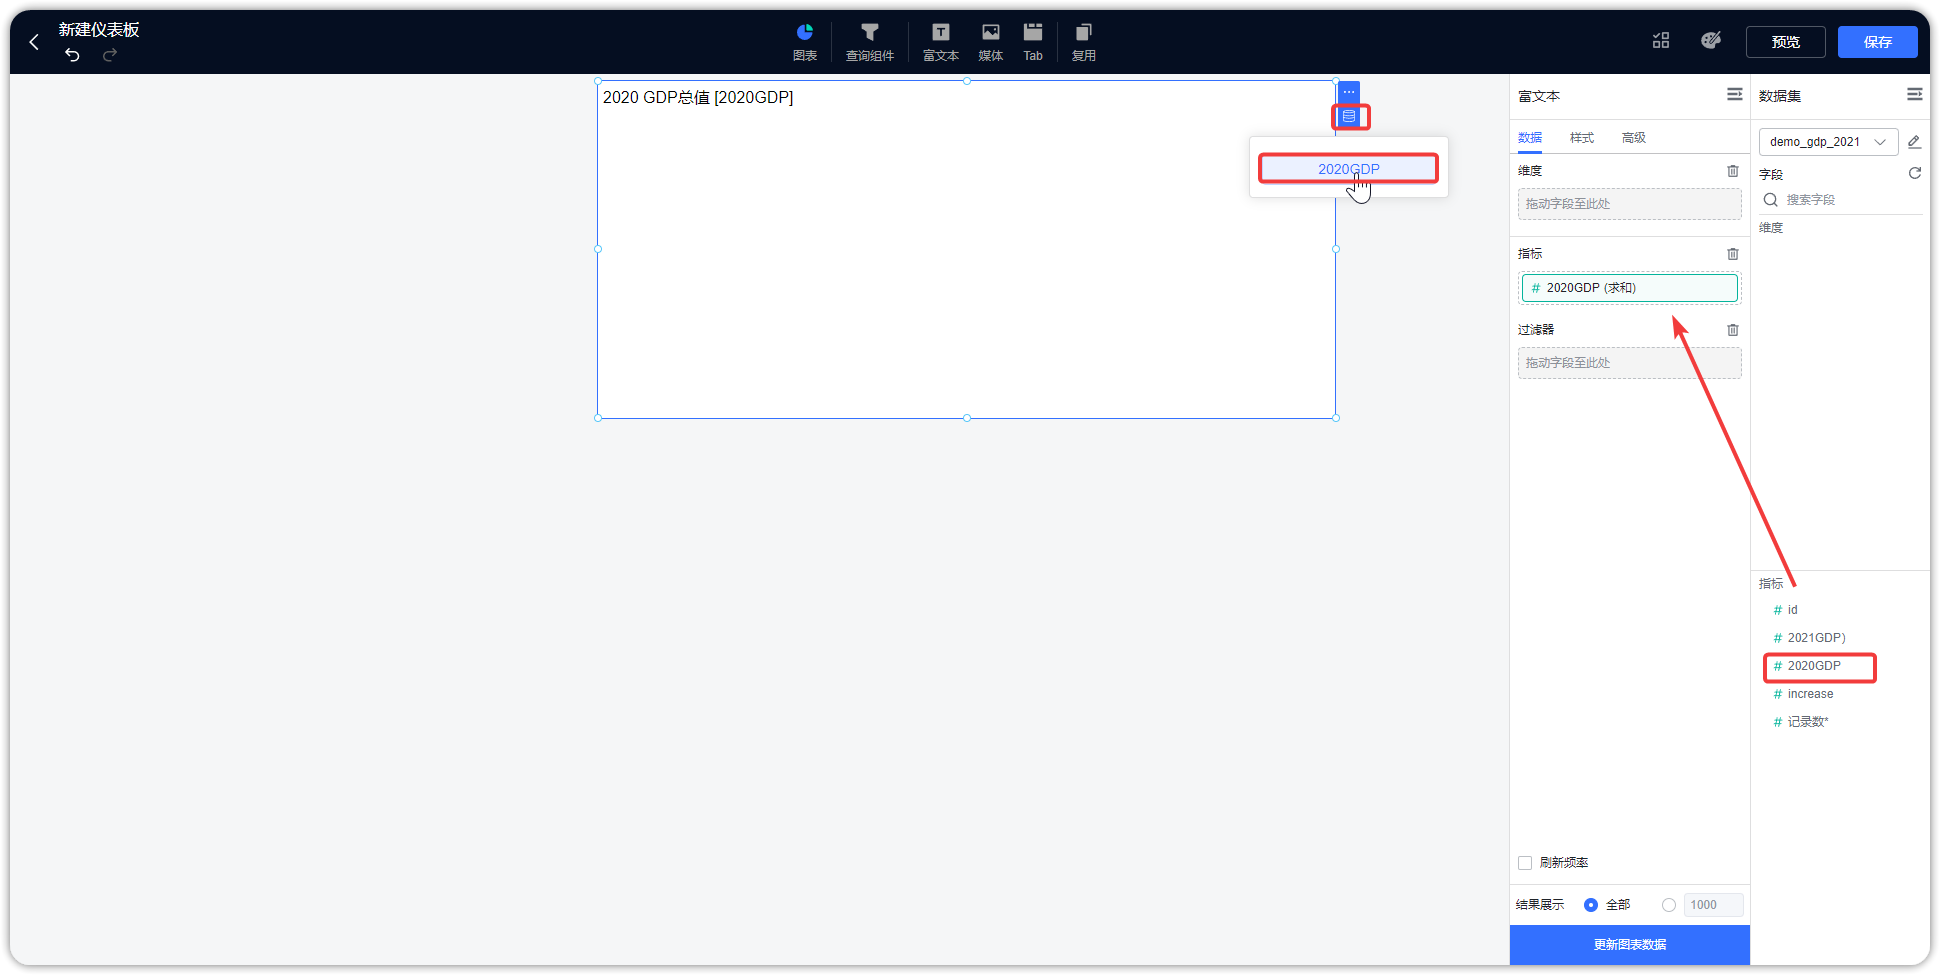 新建仪表板
图表
查询组件
富文本
媒体
Tab
复用
预览
保存
2020 GDP总值 [2020GDP]
2020GDP
富文本
数据
样式
高级
维度
拖动字段至此处
指标
# 2020GDP (求和)
过滤器
拖动字段至此处
刷新频率
结果展示
全部
1000
更新图表数据
数据集
demo_gdp_2021
字段
搜索字段
维度
指标
# id
# 2021GDP）
# 2020GDP
# increase
# 记录数*